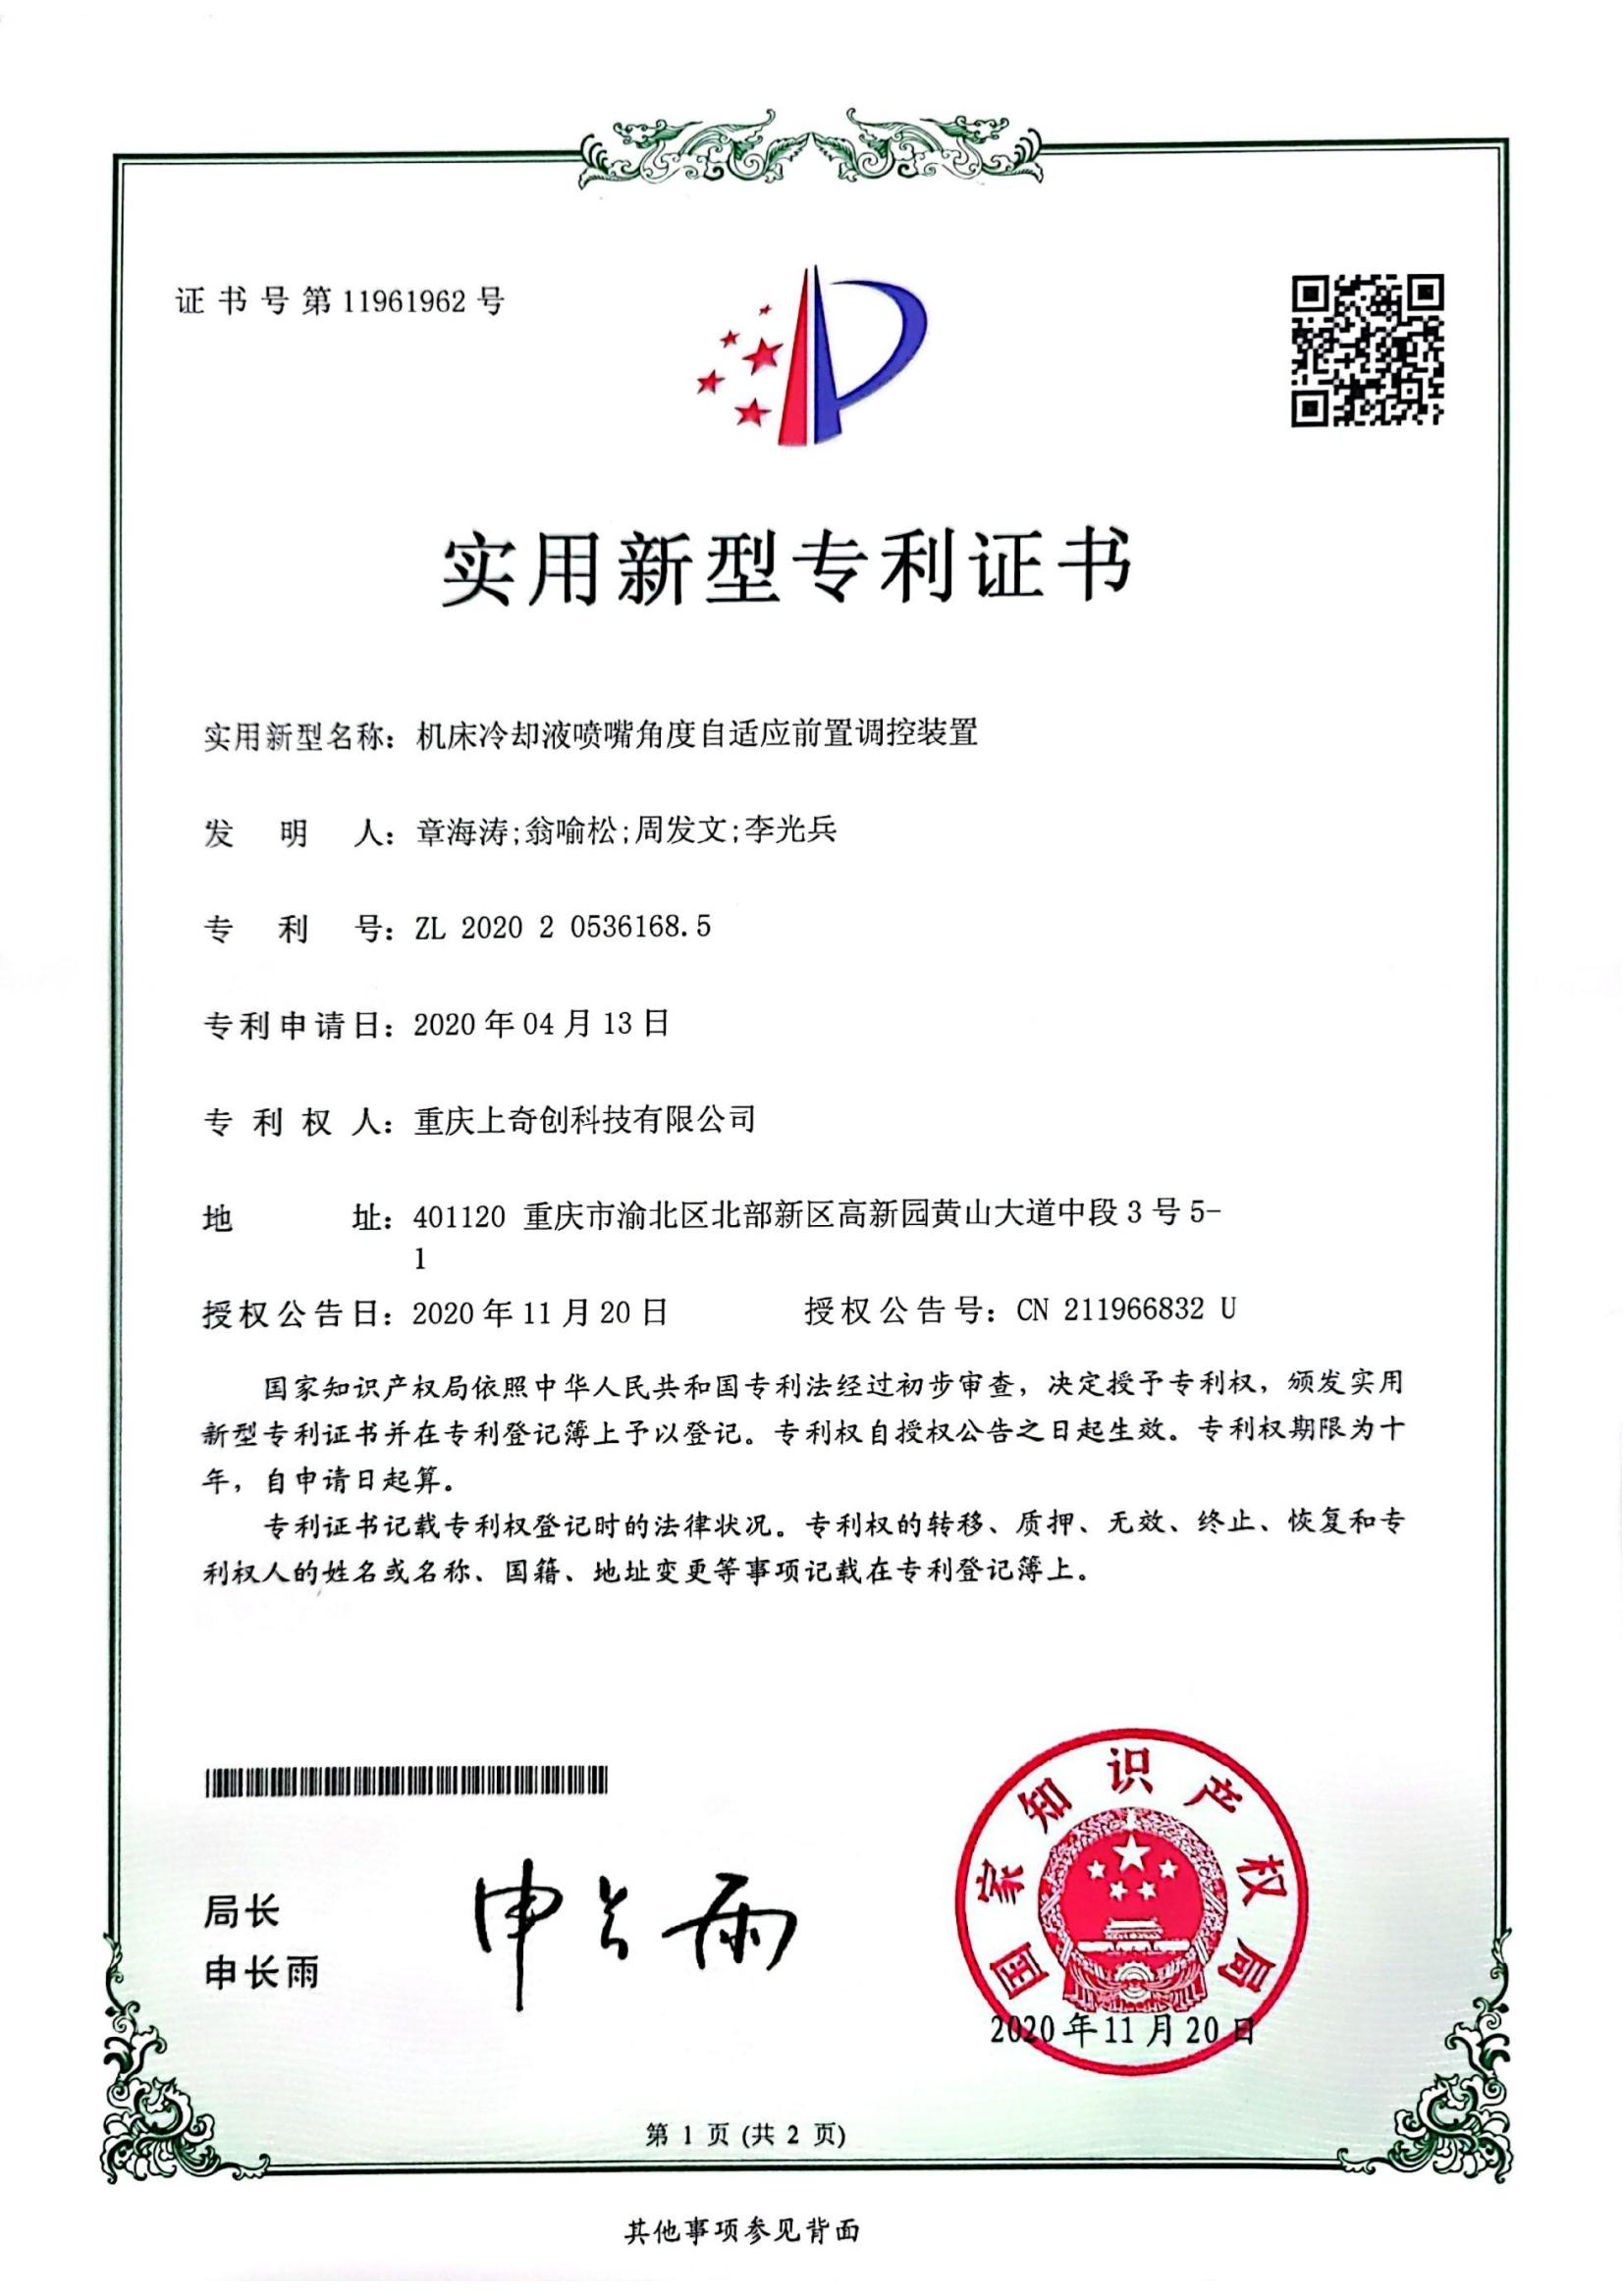 证书号第11961962号
实用新型专利证书
实用新型名称：机床冷却液喷嘴角度自适应前置调控装置
发明人：章海涛;翁喻松;周发文;李光兵
专利号：ZL 2020 2 0536168.5
专利申请日：2020年04月13日
专利权人：重庆上奇创科技有限公司
地址：401120 重庆市渝北区北部新区高新园黄山大道中段3号5-
1
授权公告日：2020年11月20日 授权公告号：CN 211966832 U
国家知识产权局依照中华人民共和国专利法经过初步审查，决定授予专利权，颁发实用
新型专利证书并在专利登记簿上予以登记。专利权自授权公告之日起生效。专利权期限为十
年，自申请日起算。
专利证书记载专利权登记时的法律状况。专利权的转移、质押、无效、终止、恢复和专
利权人的姓名或名称、国籍、地址变更等事项记载在专利登记簿上。
局长
申长雨
申长雨
国家知识产权局
2020年11月20日
第 1 页 (共 2 页)
其他事项参见背面